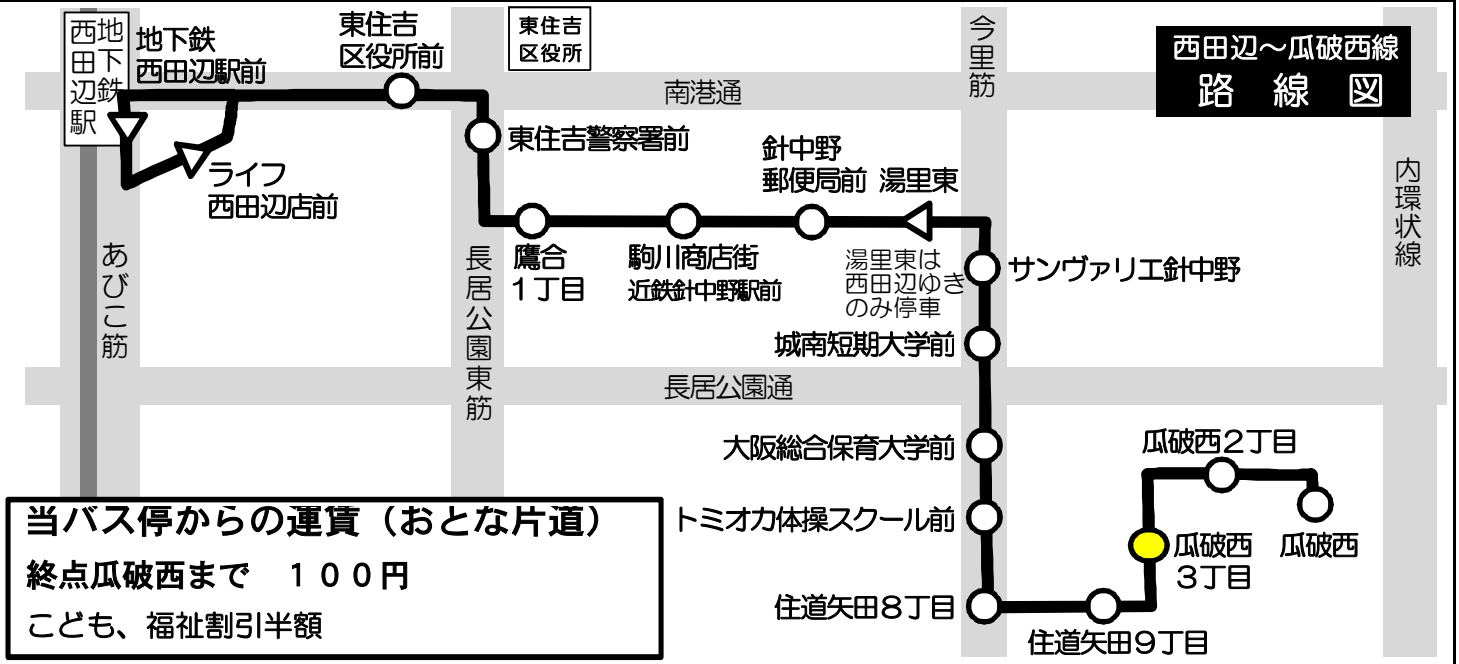 地下鉄
西田辺駅
地下鉄
西田辺駅前
東住吉
区役所前
東住吉
区役所
今里筋
西田辺～瓜破西線
路線図
南港通
東住吉警察署前
針中野
郵便局前
湯里東
ライフ
西田辺店前
内環状線
あびこ筋
長居公園東筋
鷹合
１丁目
駒川商店街
近鉄針中野駅前
湯里東は
西田辺ゆき
のみ停車
サンヴァリエ針中野
城南短期大学前
長居公園通
大阪総合保育大学前
瓜破西２丁目
トミオカ体操スクール前
瓜破西
３丁目
瓜破西
住道矢田８丁目
住道矢田９丁目
当バス停からの運賃（おとな片道）
終点瓜破西まで　１００円
こども、福祉割引半額